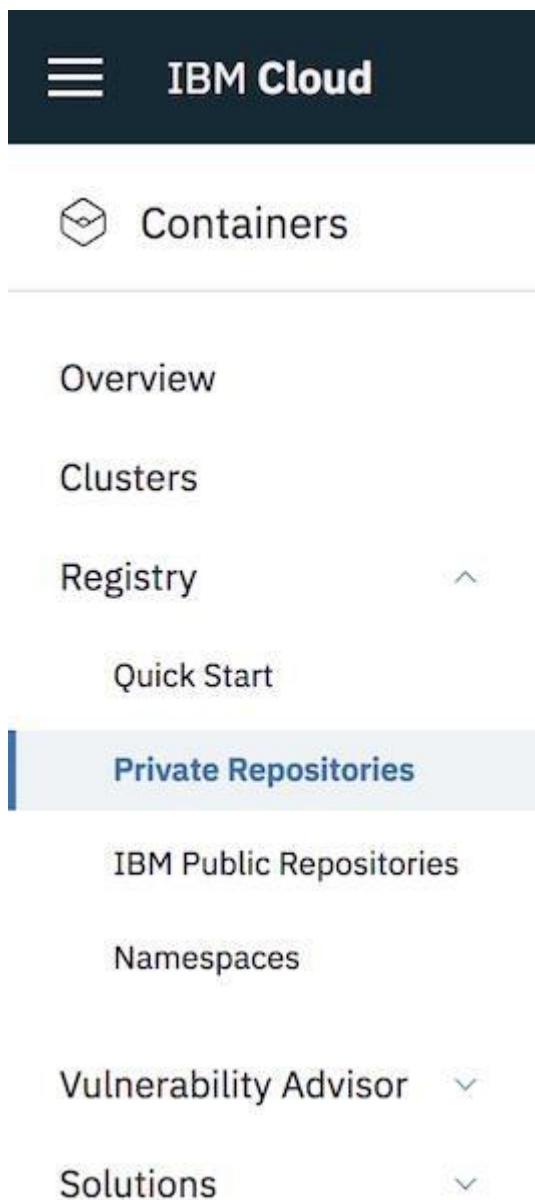 IBM Cloud
Containers
Overview
Clusters
Registry
Quick Start
Private Repositories
IBM Public Repositories
Namespaces
Vulnerability Advisor
Solutions